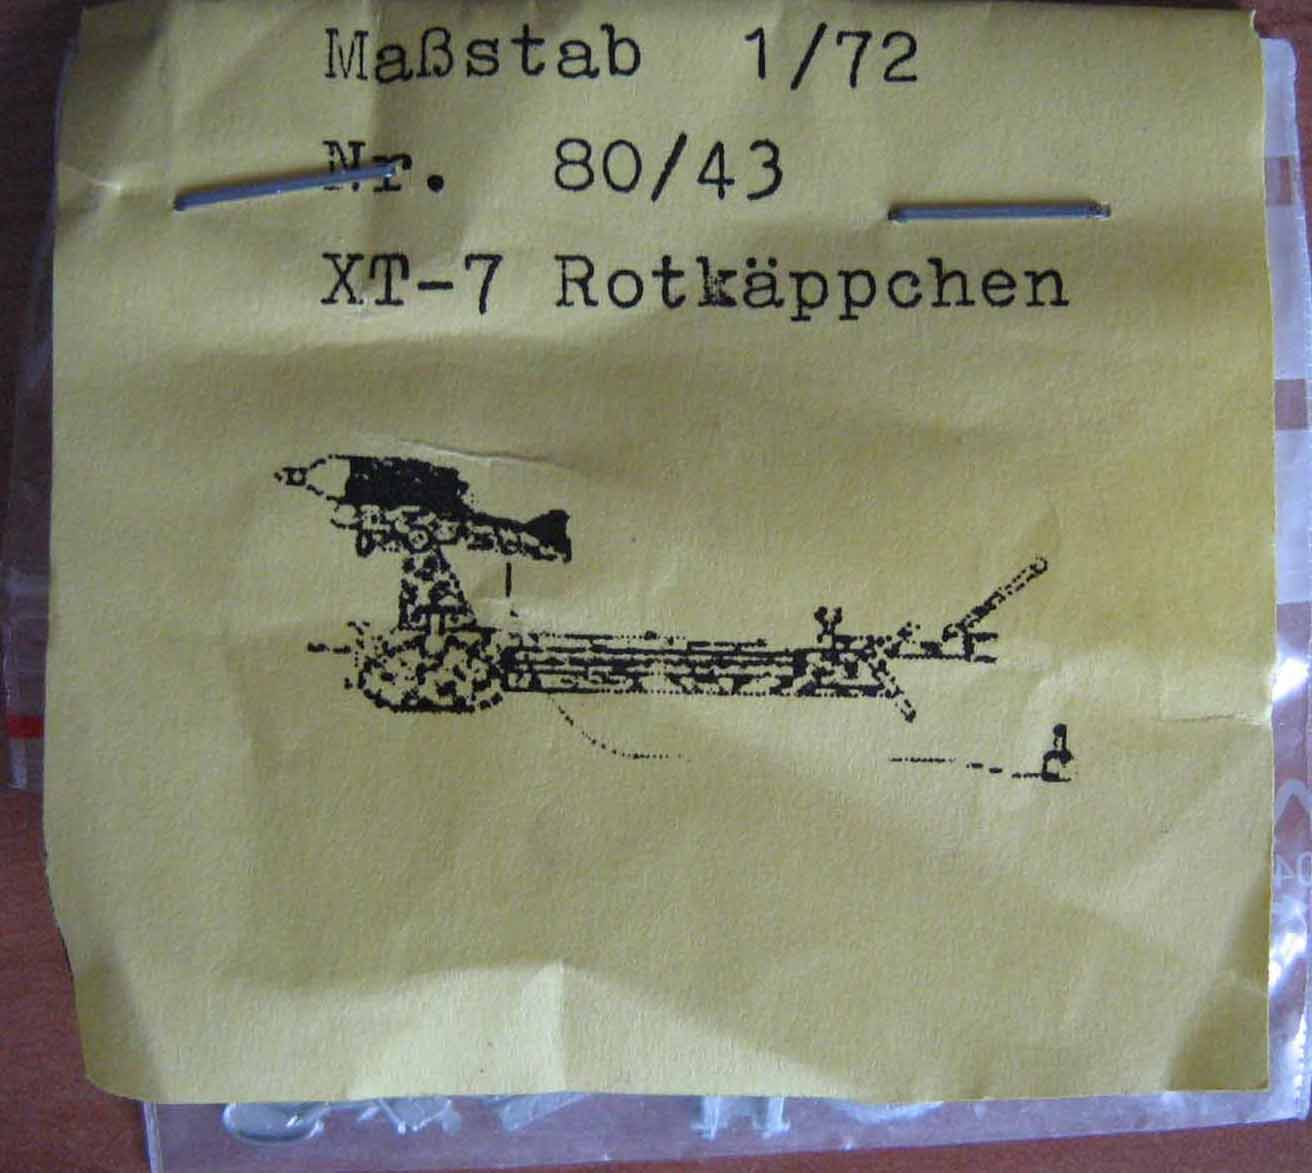 Maßstab 1/72
Nr. 80/43
XT-7 Rotkäppchen